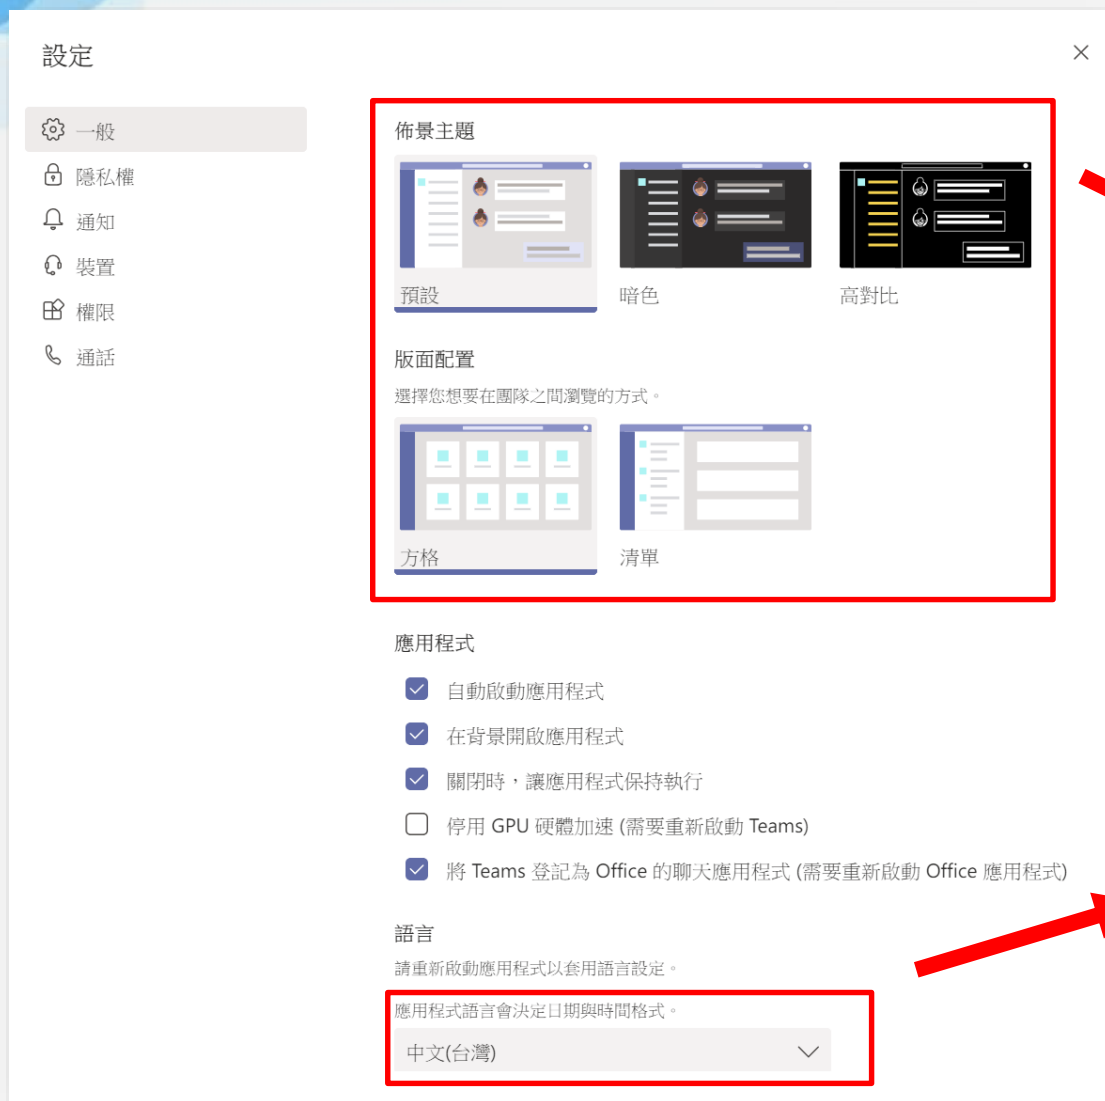 設定
一般
隱私權
通知
裝置
權限
通話
佈景主題
預設
暗色
高對比
版面配置
選擇您想要在團隊之間瀏覽的方式。
方格
清單
應用程式
自動啟動應用程式
在背景開啟應用程式
關閉時，讓應用程式保持執行
停用 GPU 硬體加速 (需要重新啟動 Teams)
將 Teams 登記為 Office 的聊天應用程式 (需要重新啟動 Office 應用程式)
語言
請重新啟動應用程式以套用語言設定。
應用程式語言會決定日期與時間格式。
中文(台灣)